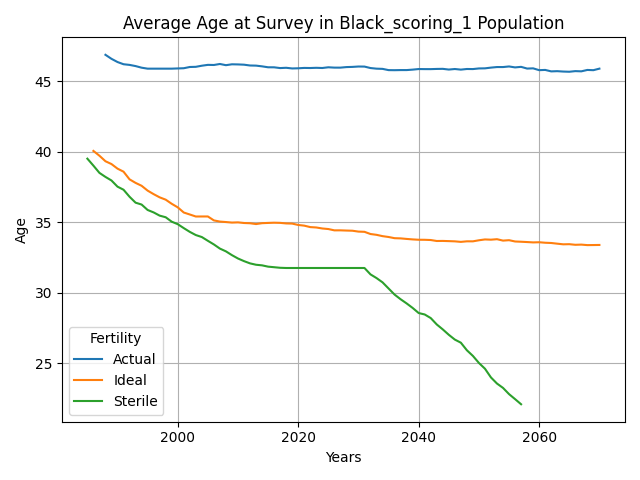 Average Age at Survey in Black_scoring_1 Population
Age
45
40
35
30
25
Fertility
Actual
Ideal
Sterile
2000
2020
2040
2060
Years